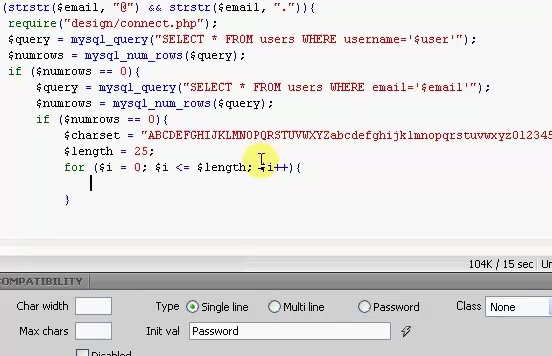 (strstr($email, "@") && strstr($email, ".")){
require("design/connect.php");
$query = mysql_query("SELECT * FROM users WHERE username='$user'");
$numrows = mysql_num_rows($query);
if ($numrows == 0){
$query = mysql_query("SELECT * FROM users WHERE email='$email'");
$numrows = mysql_num_rows($query);
if ($numrows == 0){
$charset = "ABCDEFGHIJKLMNOPQRSTUVWXYZabcdefghijklmnopqrstuvwxyz012345
$length = 25;
for ($i = 0; $i <= $length; $i++){
}
104K / 15 sec
COMPATIBILITY
Char width Type Single line Multi line Password Class None
Max chars Init val Password
Disabled